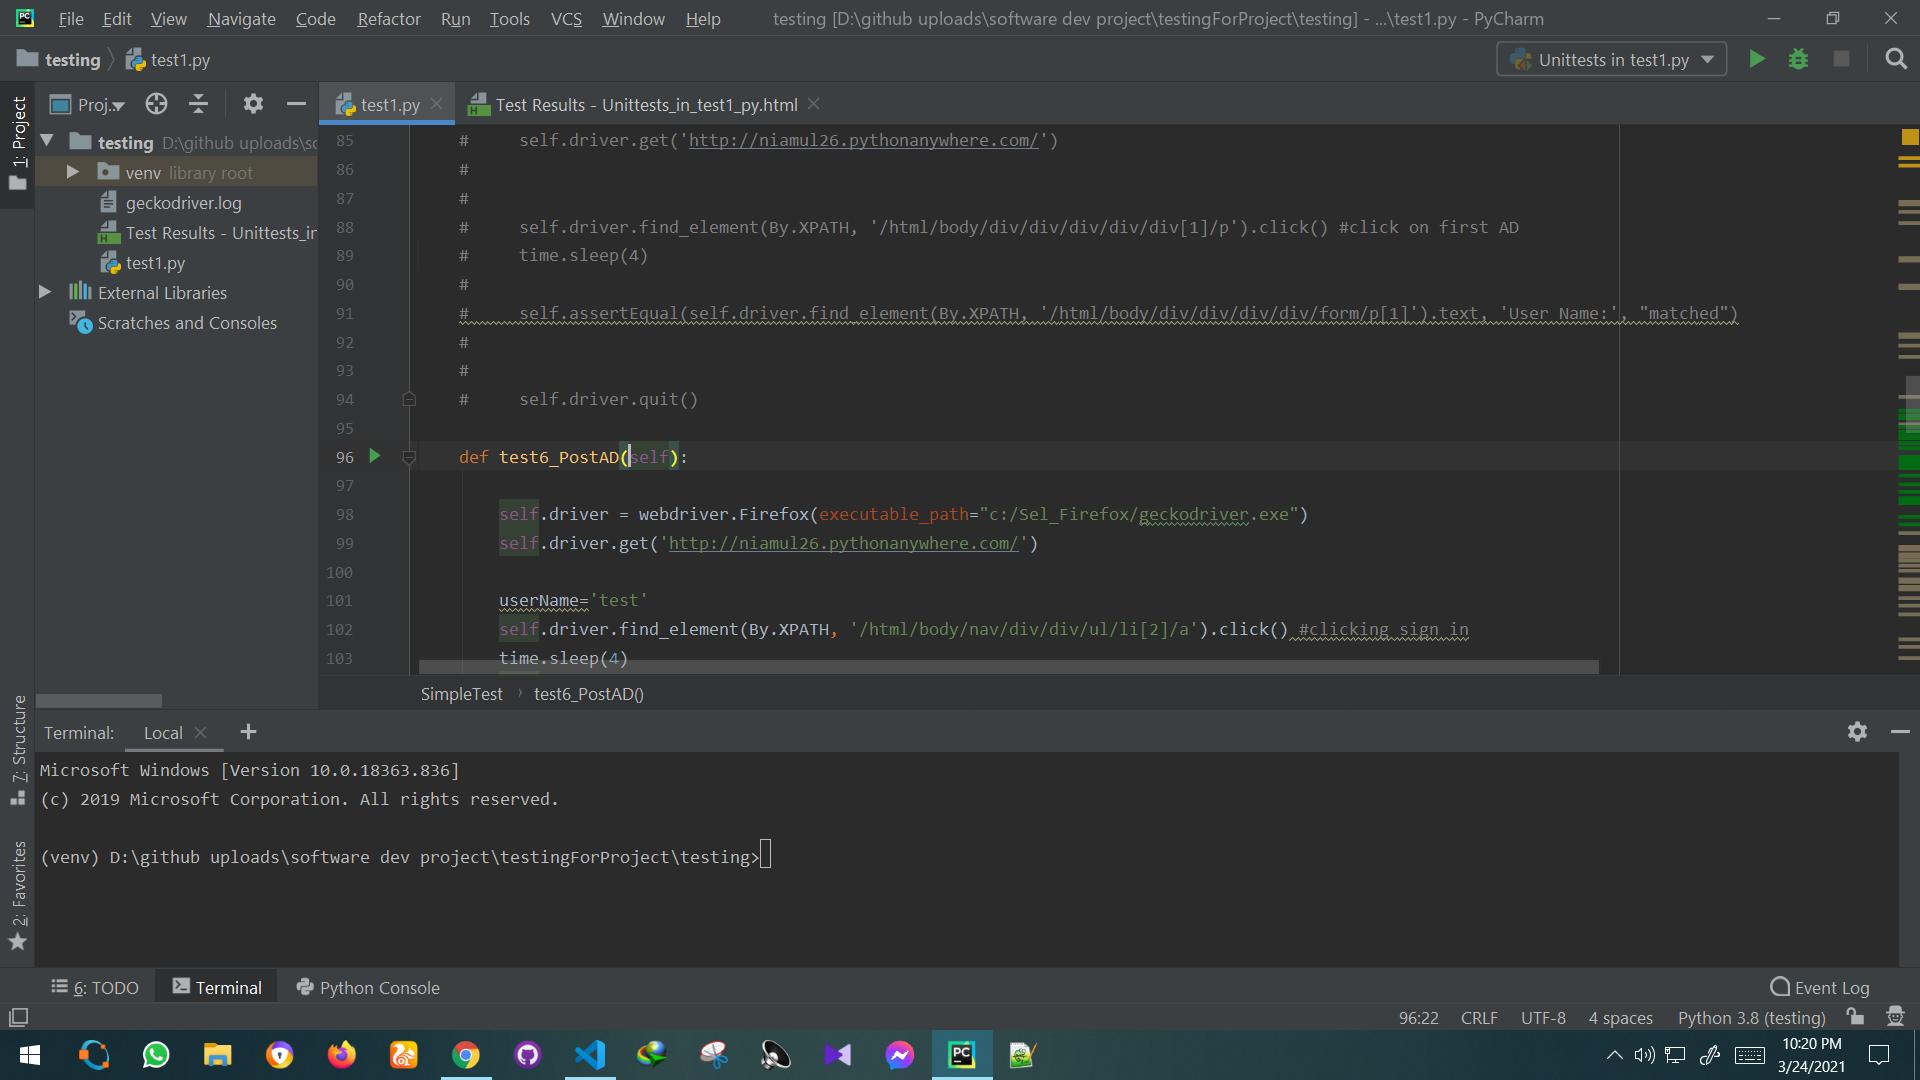 File Edit View Navigate Code Refactor Run Tools VCS Window Help testing [D:\github uploads\software dev project\testingForProject\testing] - ...\test1.py - PyCharm
testing test1.py Unittests in test1.py
1: Project
Proj..
test1.py Test Results - Unittests_in_test1_py.html
testing D:\github uploads\so
venv library root
geckodriver.log
Test Results - Unittests_in
test1.py
External Libraries
Scratches and Consoles
85 # self.driver.get('http://niamul26.pythonanywhere.com/')
86 #
87 #
88 # self.driver.find_element(By.XPATH, '/html/body/div/div/div/div/div[1]/p').click() #click on first AD
89 # time.sleep(4)
90 #
91 # self.assertEqual(self.driver.find_element(By.XPATH, '/html/body/div/div/div/div/form/p[1]').text, 'User Name:', "matched")
92 #
93 #
94 # self.driver.quit()
95
96 def test6_PostAD(self):
97
98 self.driver = webdriver.Firefox(executable_path="c:/Sel_Firefox/geckodriver.exe")
99 self.driver.get('http://niamul26.pythonanywhere.com/')
100
101 userName='test'
102 self.driver.find_element(By.XPATH, '/html/body/nav/div/div/ul/li[2]/a').click() #clicking sign in
103 time.sleep(4)
SimpleTest test6_PostAD()
7: Structure
2: Favorites
Terminal: Local
Microsoft Windows [Version 10.0.18363.836]
(c) 2019 Microsoft Corporation. All rights reserved.
(venv) D:\github uploads\software dev project\testingForProject\testing>
6: TODO Terminal Python Console Event Log
96:22 CRLF UTF-8 4 spaces Python 3.8 (testing)
10:20 PM
3/24/2021